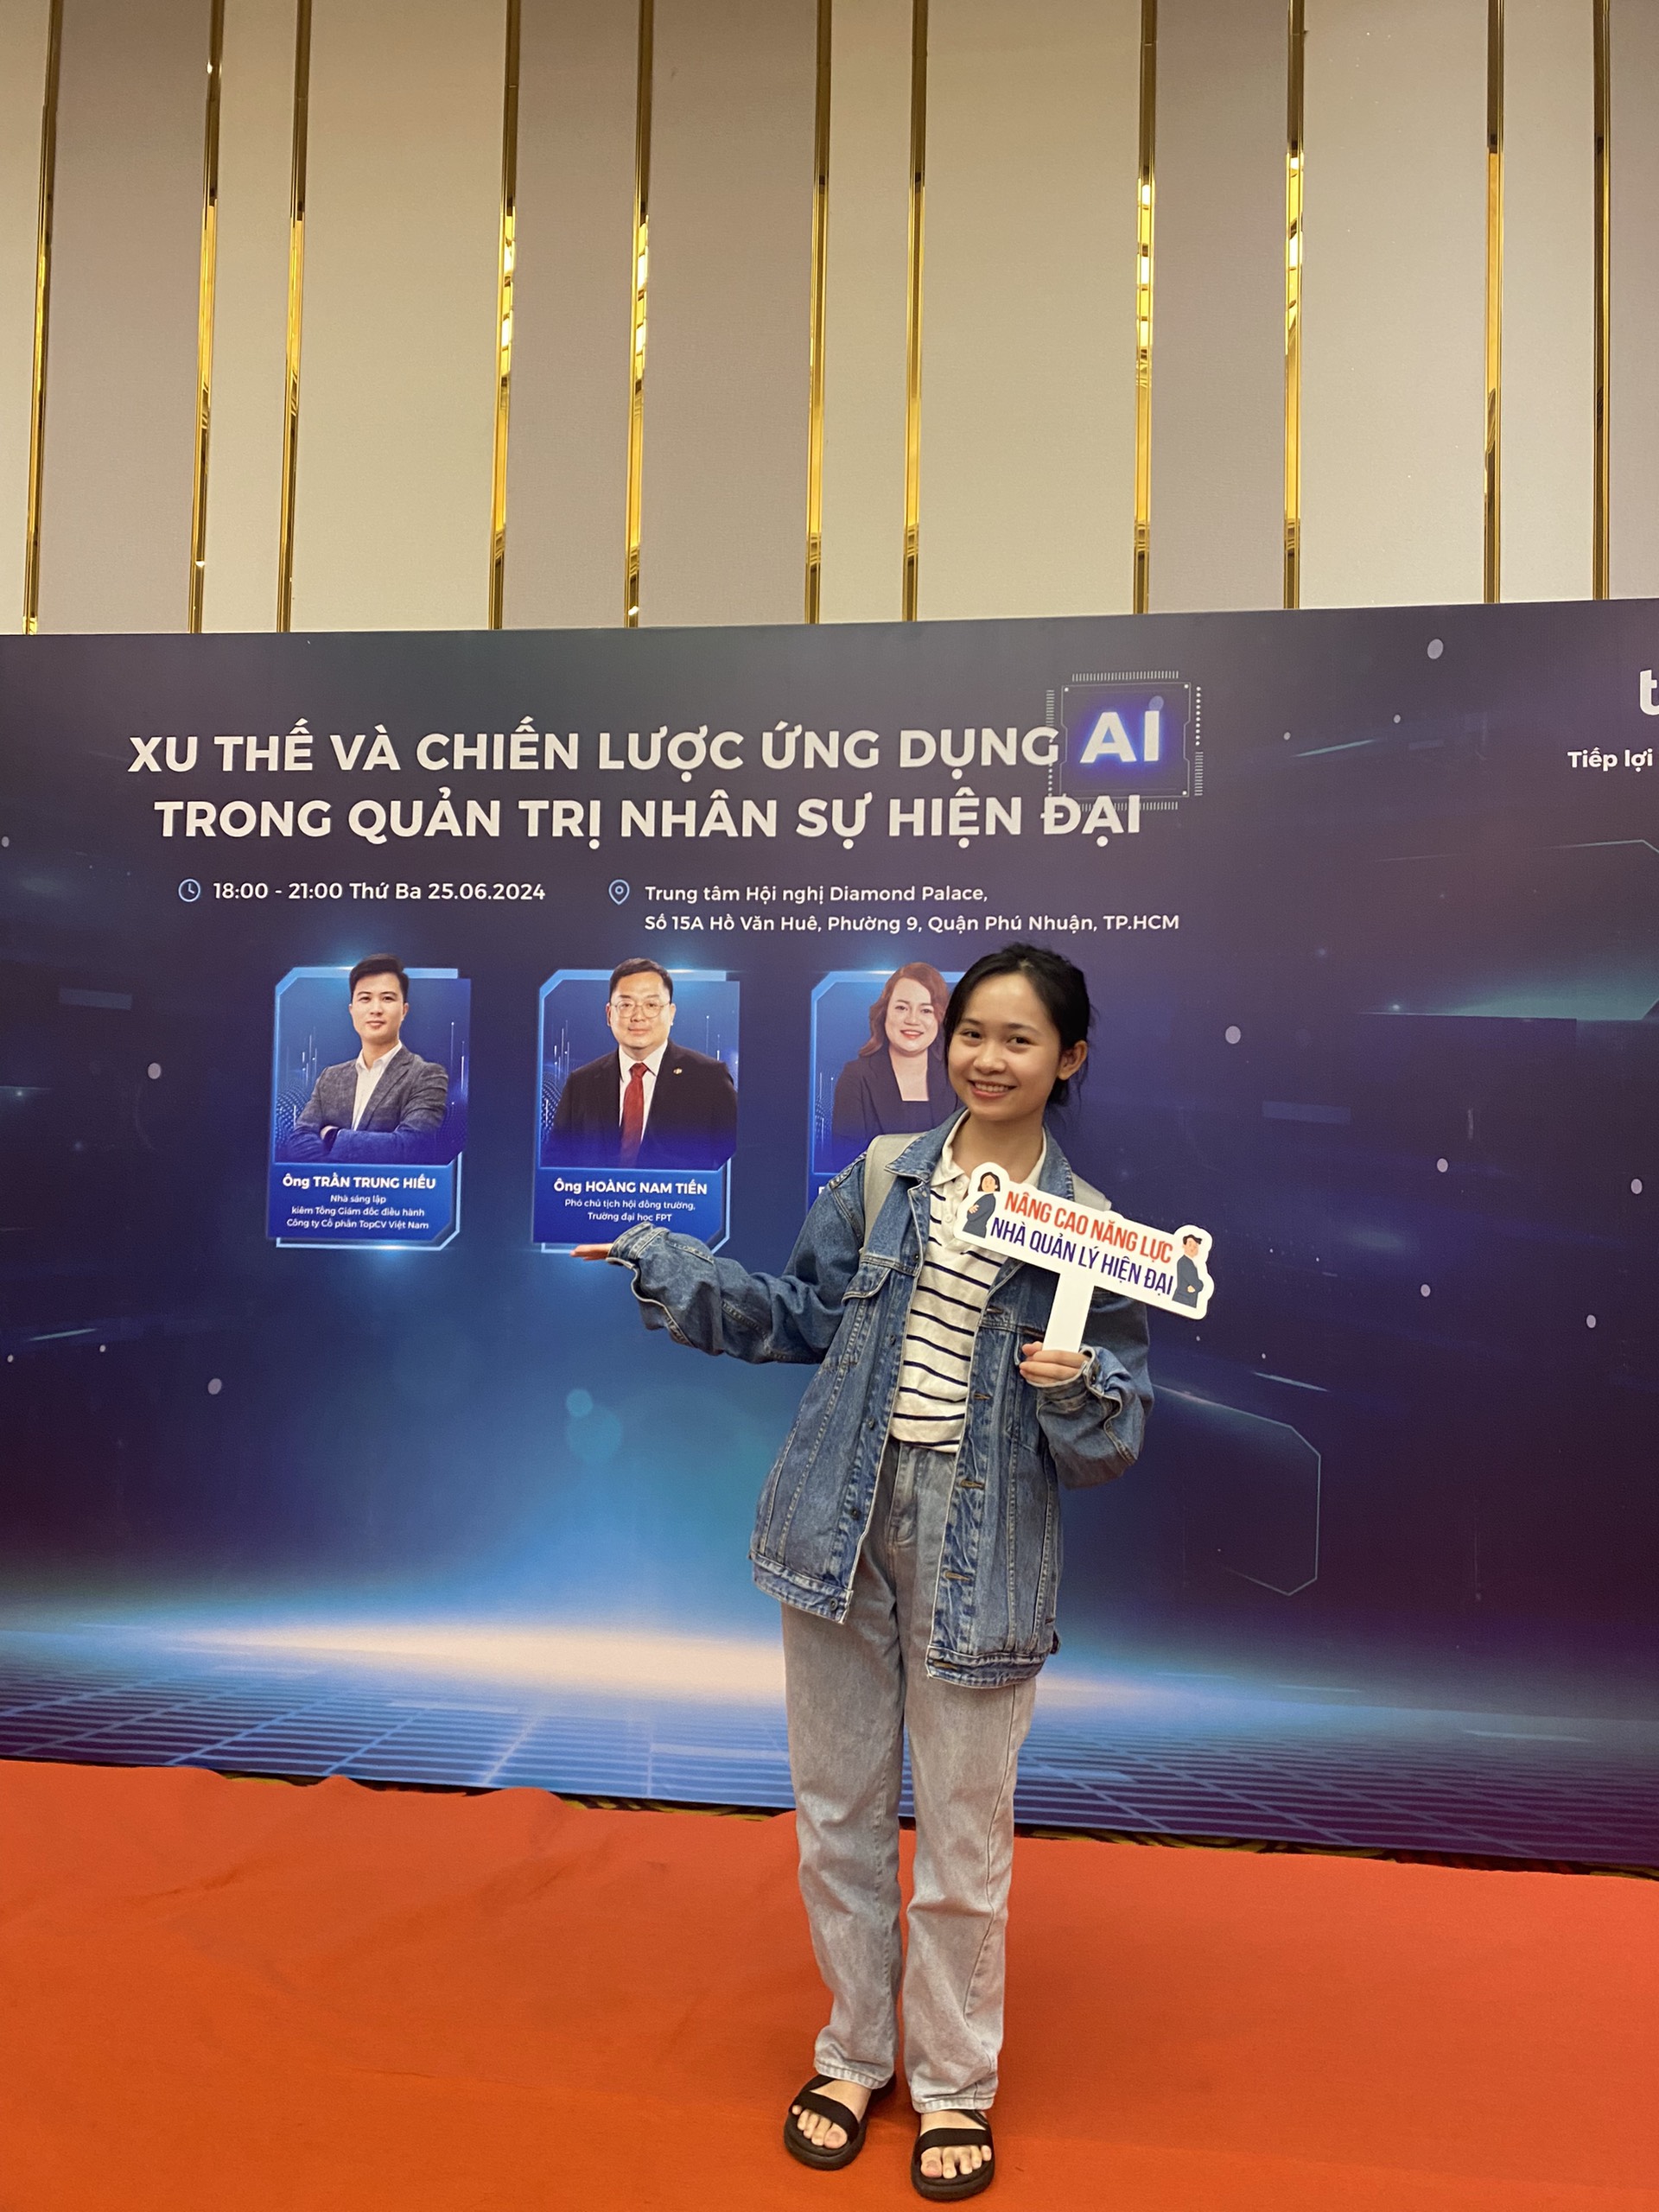 XU THẾ VÀ CHIẾN LƯỢC ỨNG DỤNG AI
TRONG QUẢN TRỊ NHÂN SỰ HIỆN ĐẠI
Tiếp lợi
18:00 - 21:00 Thứ Ba 25.06.2024
Trung tâm Hội nghị Diamond Palace,
Số 15A Hồ Văn Huê, Phường 9, Quận Phú Nhuận, TP.HCM
Ông TRẦN TRUNG HIẾU
Nhà sáng lập
kiêm Tổng Giám đốc điều hành
Công ty Cổ phần TopCV Việt Nam
Ông HOÀNG NAM TIẾN
Phó chủ tịch hội đồng trường,
Trường đại học FPT
NÂNG CAO NĂNG LỰC
NHÀ QUẢN LÝ HIỆN ĐẠI